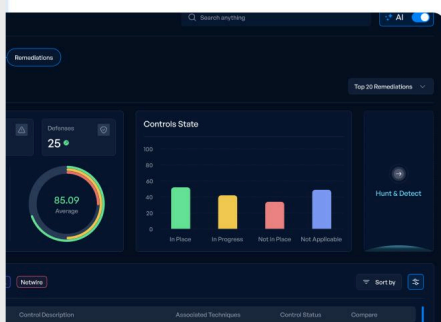 Search anything
AI
Remediations
Top 20 Remediations
Defenses
25
Controls State
100
80
60
40
20
0
In Place
In Progress
Not In Place
Not Applicable
85.09
Average
Hunt & Detect
Netwire
Sort by
Control Description
Associated Techniques
Control Status
Compare